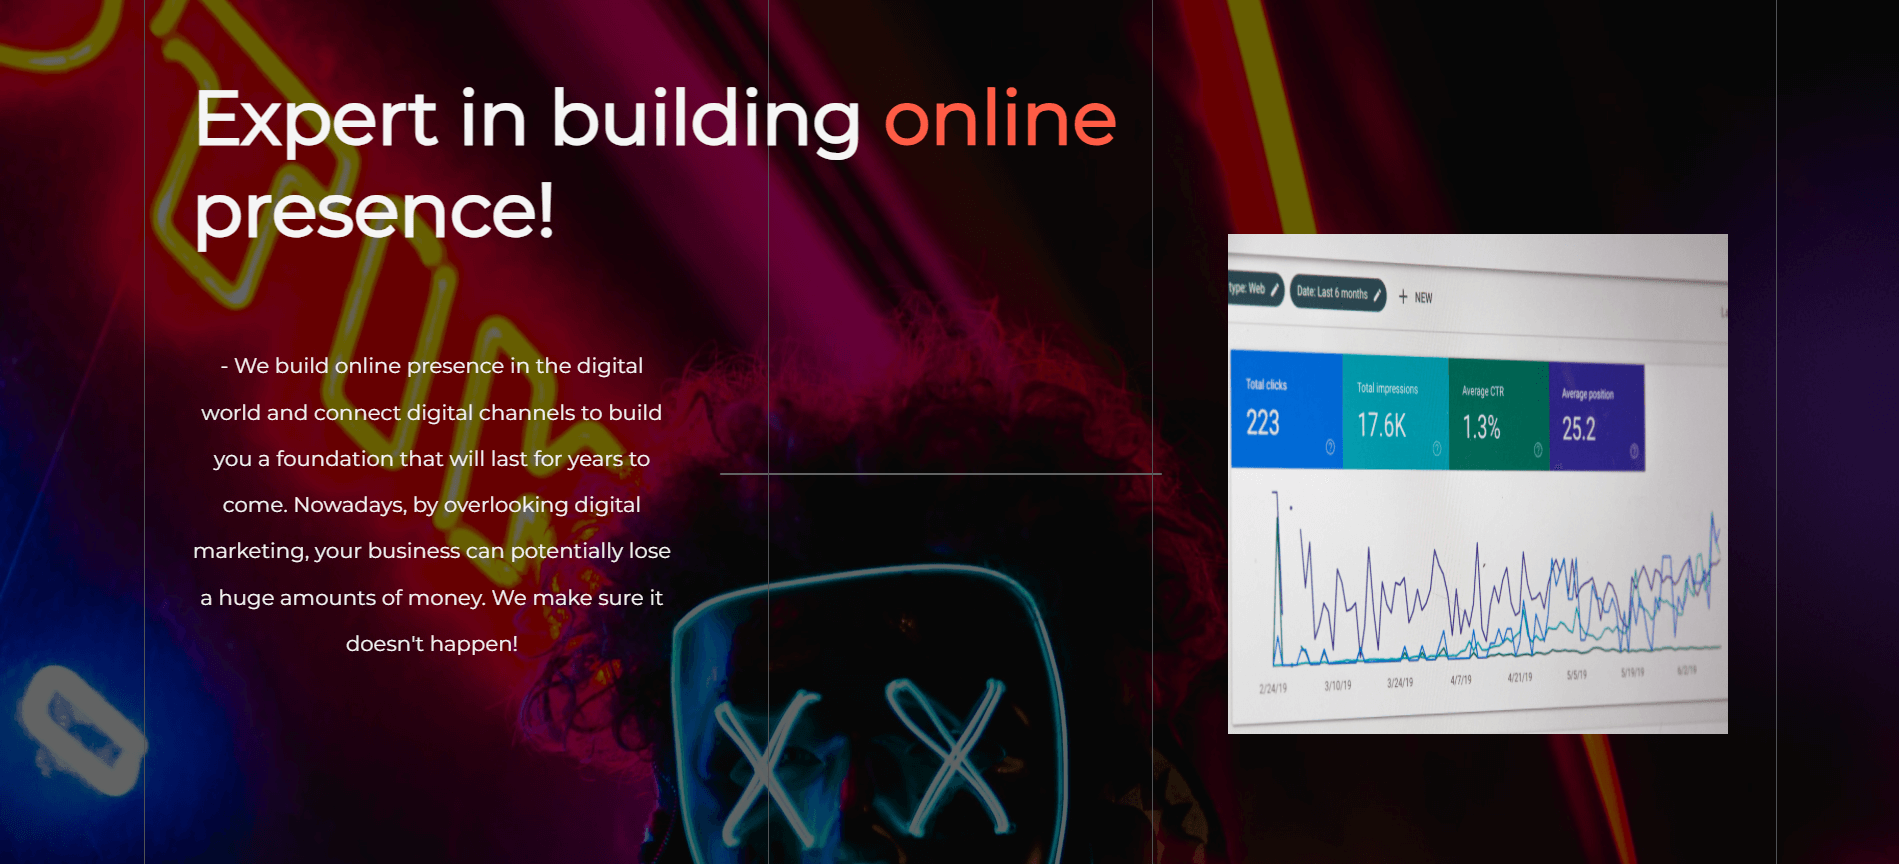 Expert in building online
presence!
- We build online presence in the digital
world and connect digital channels to build
you a foundation that will last for years to
come. Nowadays, by overlooking digital
marketing, your business can potentially lose
a huge amounts of money. We make sure it
doesn't happen!
type: Web
Date: Last 6 months
+ NEW
Total clicks
223
Total impressions
17.6K
Average CTR
1.3%
Average position
25.2
2/24/19 3/10/19 3/24/19 4/7/19 4/21/19 5/5/19 5/19/19 6/2/19